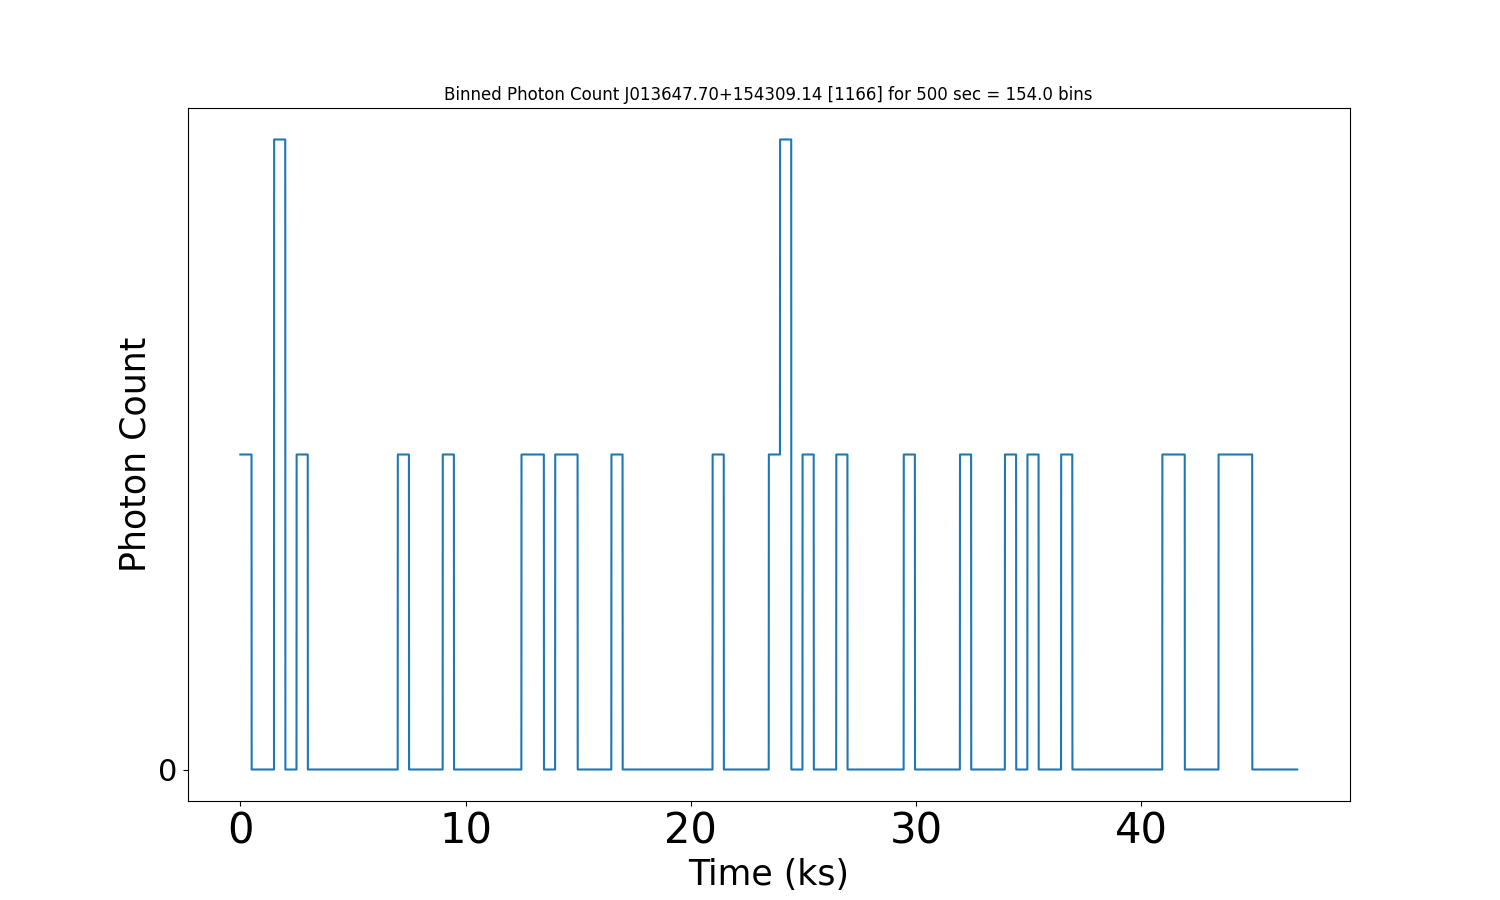 Binned Photon Count J013647.70+154309.14 [1166] for 500 sec = 154.0 bins
Photon Count
0
0 10 20 30 40
Time (ks)